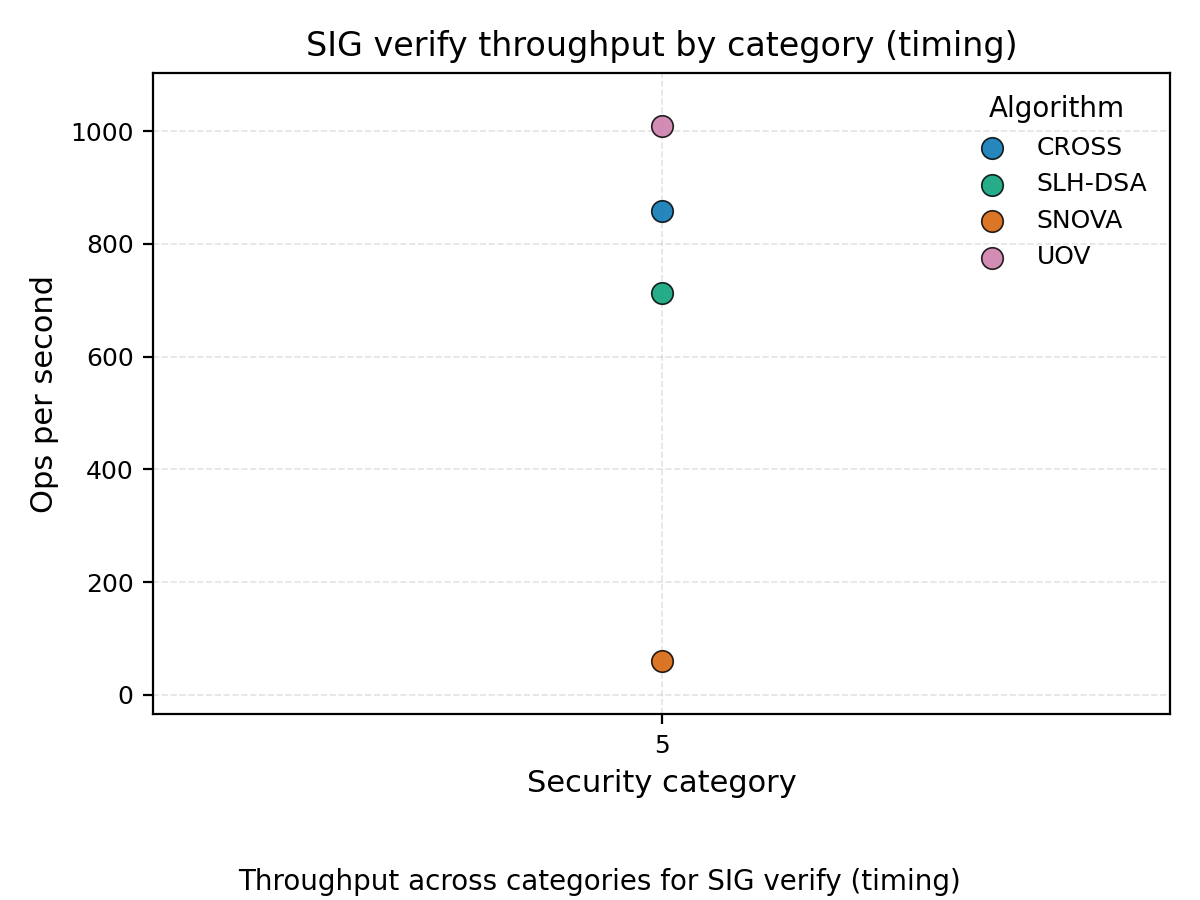 SIG verify throughput by category (timing)
Algorithm
CROSS
SLH-DSA
SNOVA
UOV
Ops per second
1000
800
600
400
200
0
5
Security category
Throughput across categories for SIG verify (timing)